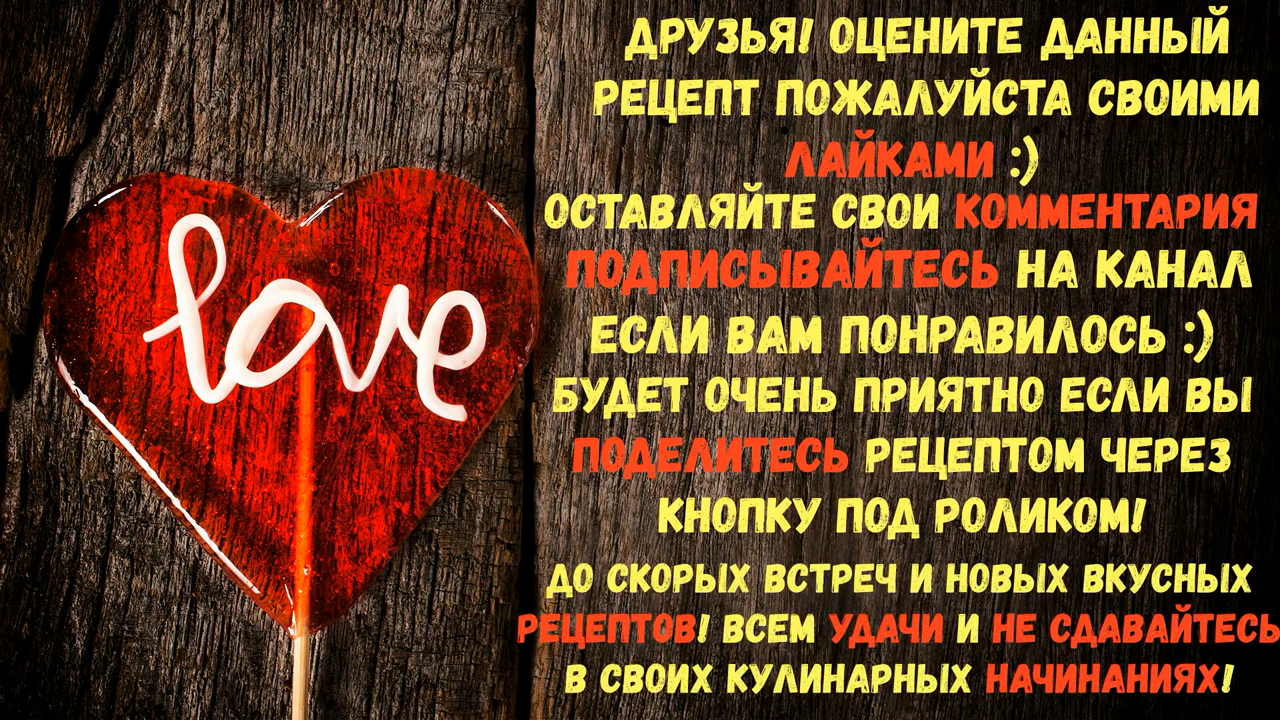 love
ДРУЗЬЯ! ОЦЕНИТЕ ДАННЫЙ
РЕЦЕПТ ПОЖАЛУЙСТА СВОИМИ
ЛАЙКАМИ :)
ОСТАВЛЯЙТЕ СВОИ КОММЕНТАРИЯ
ПОДПИСЫВАЙТЕСЬ НА КАНАЛ
ЕСЛИ ВАМ ПОНРАВИЛОСЬ :)
БУДЕТ ОЧЕНЬ ПРИЯТНО ЕСЛИ ВЫ
ПОДЕЛИТЕСЬ РЕЦЕПТОМ ЧЕРЕЗ
КНОПКУ ПОД РОЛИКОМ!
ДО СКОРЫХ ВСТРЕЧ И НОВЫХ ВКУСНЫХ
РЕЦЕПТОВ! ВСЕМ УДАЧИ И НЕ СДАВАЙТЕСЬ
В СВОИХ КУЛИНАРНЫХ НАЧИНАНИЯХ!